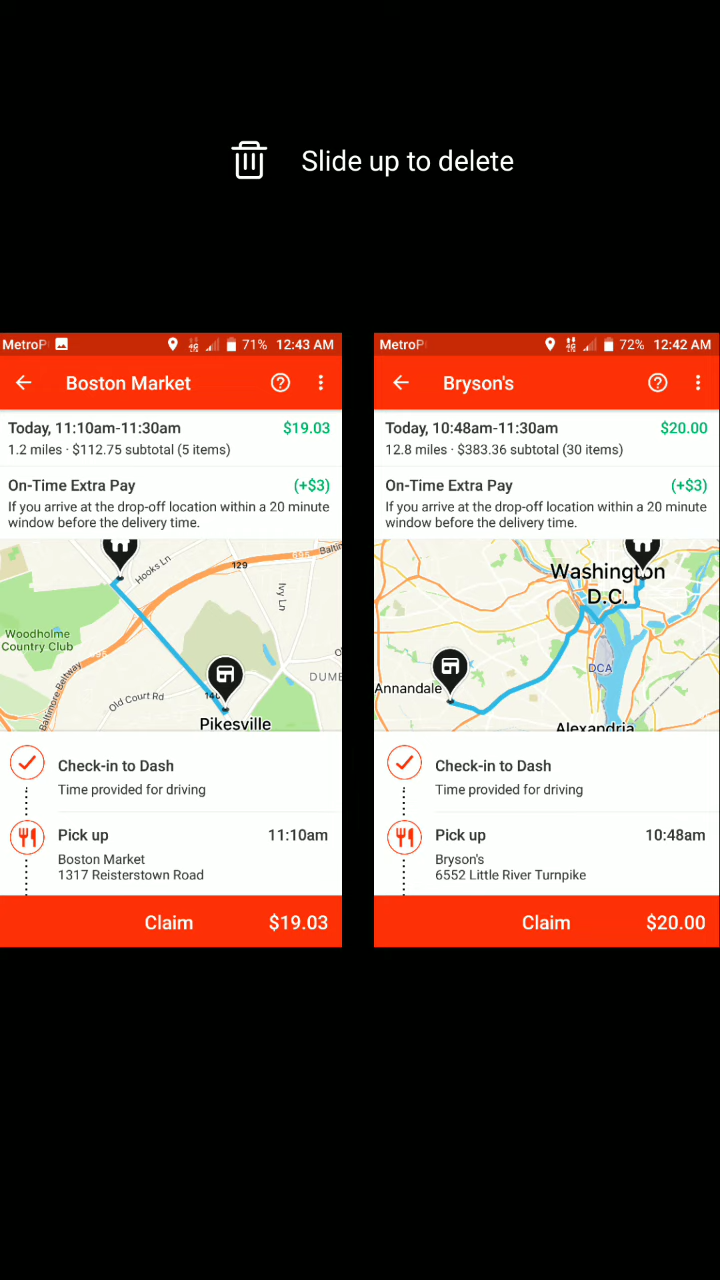 Slide up to delete
MetroP
71% 12:43 AM
Boston Market
Today, 11:10am-11:30am $19.03
1.2 miles · $112.75 subtotal (5 items)
On-Time Extra Pay (+$3)
If you arrive at the drop-off location within a 20 minute
window before the delivery time.
Hooks Ln
695
Baltin
129
Ivy Ln
Woodholme
Country Club
Baltimore Beltway
Old Court Rd
140
DUMB
Pikesville
Check-in to Dash
Time provided for driving
Pick up 11:10am
Boston Market
1317 Reisterstown Road
Claim $19.03
MetroP
72% 12:42 AM
Bryson's
Today, 10:48am-11:30am $20.00
12.8 miles · $383.36 subtotal (30 items)
On-Time Extra Pay (+$3)
If you arrive at the drop-off location within a 20 minute
window before the delivery time.
Washington
D.C.
DCA
Annandale
Alexandria
Check-in to Dash
Time provided for driving
Pick up 10:48am
Bryson's
6552 Little River Turnpike
Claim $20.00